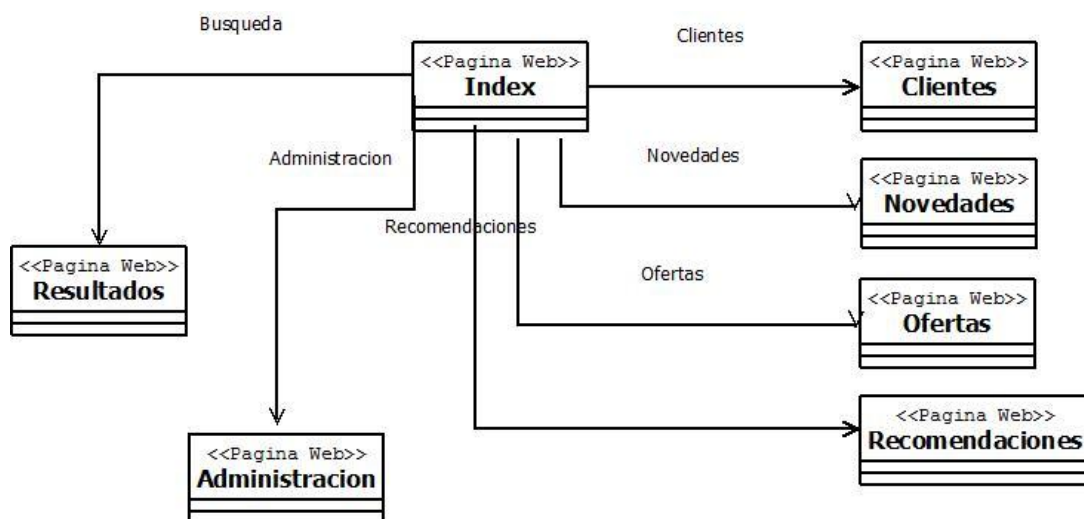 Busqueda
Clientes
<<Pagina Web>>
Index
<<Pagina Web>>
Clientes
Administracion
Novedades
<<Pagina Web>>
Novedades
Recomendaciones
<<Pagina Web>>
Resultados
Ofertas
<<Pagina Web>>
Ofertas
<<Pagina Web>>
Recomendaciones
<<Pagina Web>>
Administracion